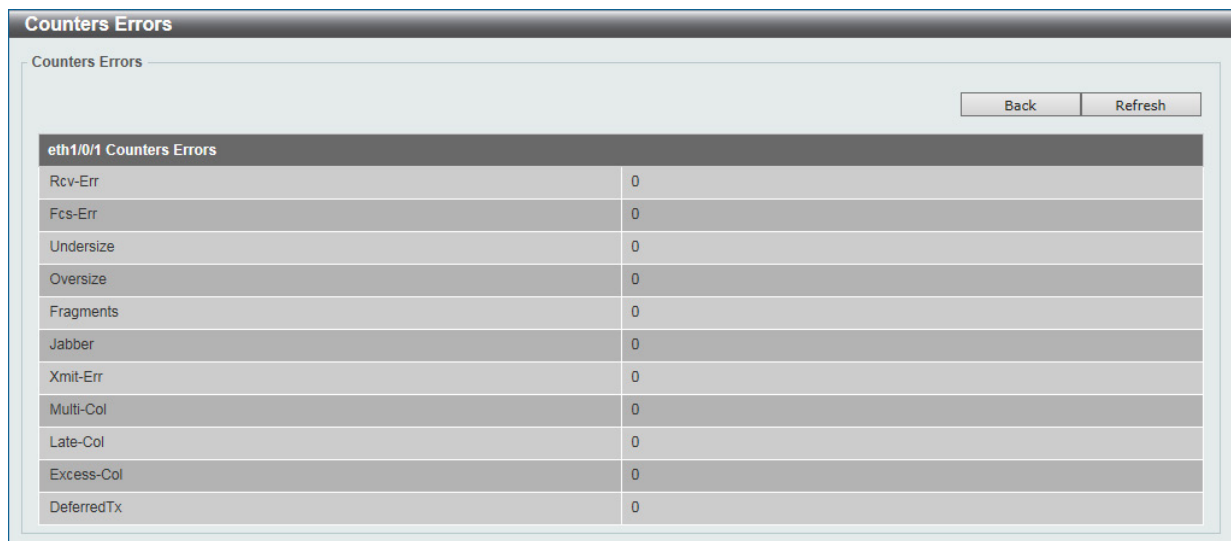 Counters Errors
Counters Errors
Back Refresh
eth1/0/1 Counters Errors
Rcv-Err 0
Fcs-Err 0
Undersize 0
Oversize 0
Fragments 0
Jabber 0
Xmit-Err 0
Multi-Col 0
Late-Col 0
Excess-Col 0
DeferredTx 0